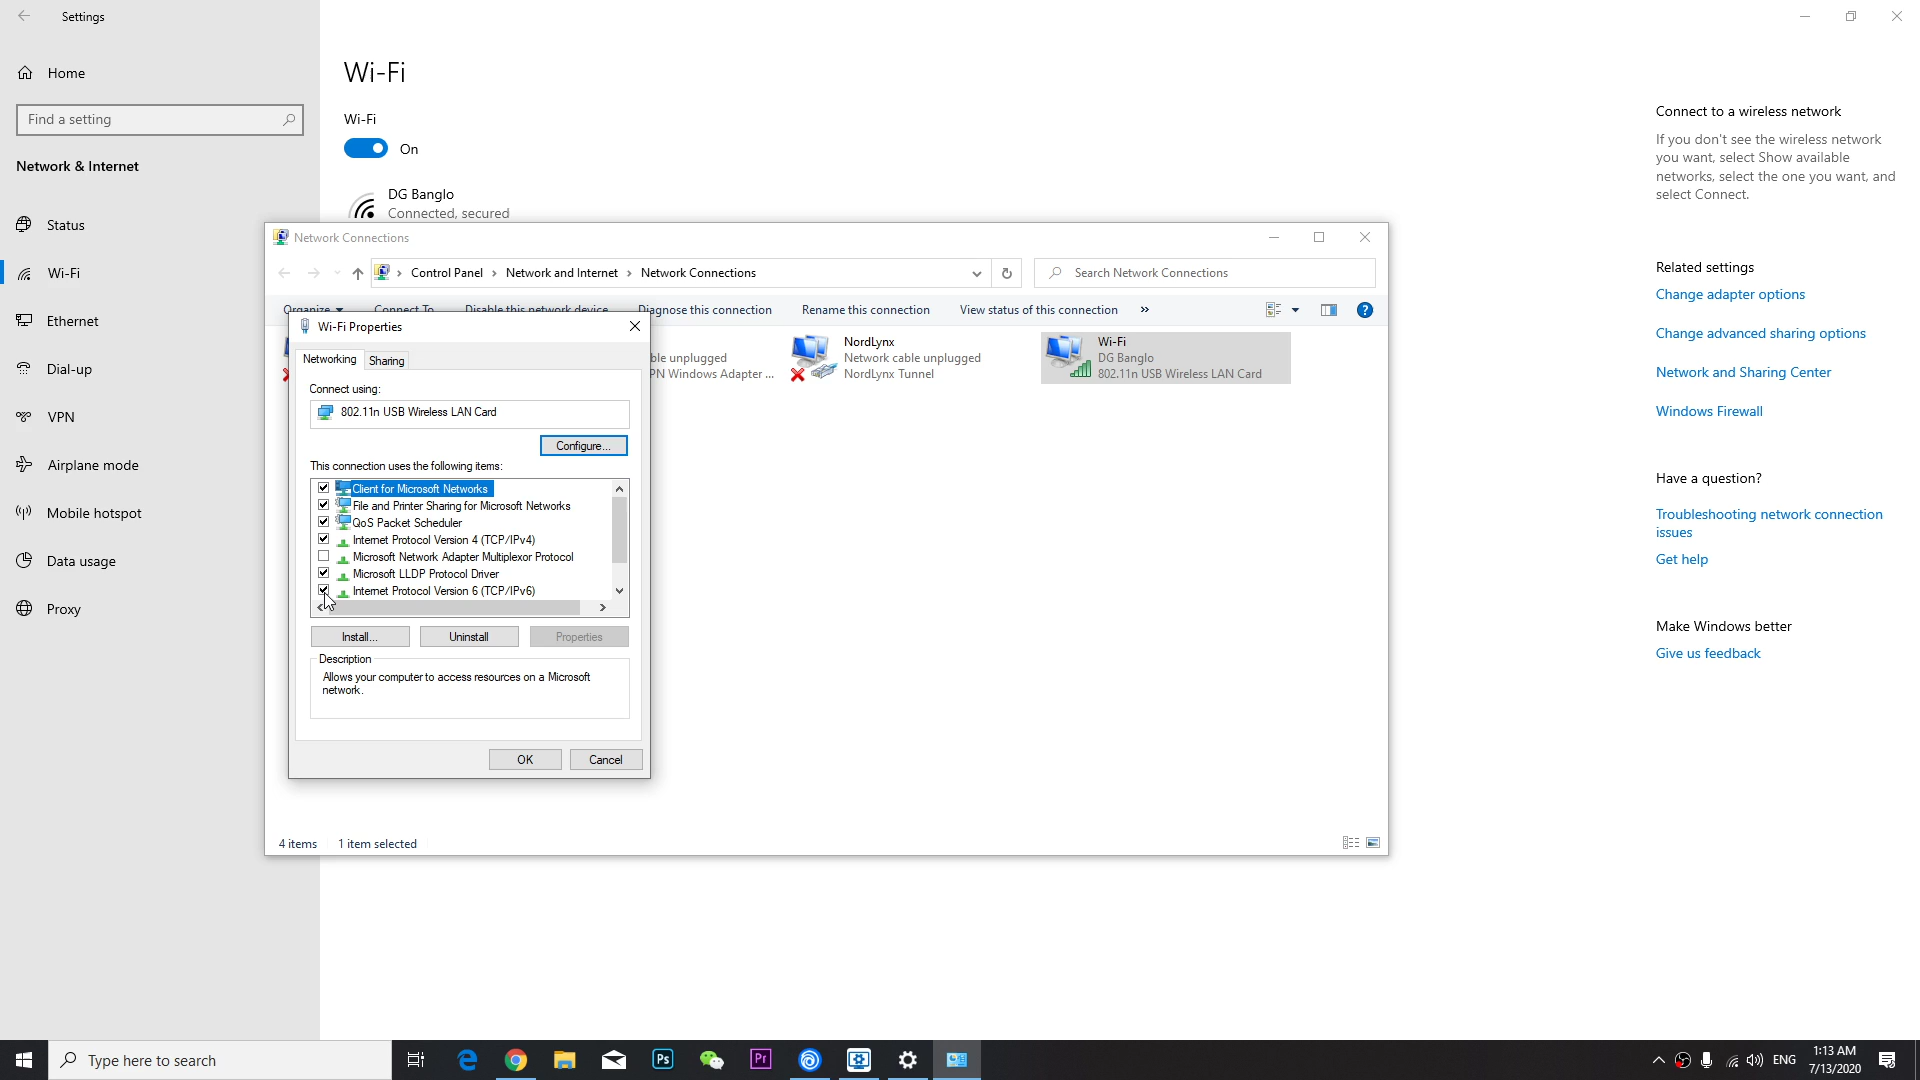 Settings
Home
Find a setting
Network & Internet
Status
Wi-Fi
Ethernet
Dial-up
VPN
Airplane mode
Mobile hotspot
Data usage
Proxy
Wi-Fi
Wi-Fi
On
DG Banglo
Connected, secured
Connect to a wireless network
If you don't see the wireless network
you want, select Show available
networks, select the one you want, and
select Connect.
Related settings
Change adapter options
Change advanced sharing options
Network and Sharing Center
Windows Firewall
Have a question?
Troubleshooting network connection
issues
Get help
Make Windows better
Give us feedback
Network Connections
Control Panel › Network and Internet › Network Connections
Search Network Connections
Organize Connect To Disable this network device Diagnose this connection Rename this connection View status of this connection »
ble unplugged
PN Windows Adapter ...
NordLynx
Network cable unplugged
NordLynx Tunnel
Wi-Fi
DG Banglo
802.11n USB Wireless LAN Card
Wi-Fi Properties
Networking Sharing
Connect using:
802.11n USB Wireless LAN Card
Configure...
This connection uses the following items:
Client for Microsoft Networks
File and Printer Sharing for Microsoft Networks
QoS Packet Scheduler
Internet Protocol Version 4 (TCP/IPv4)
Microsoft Network Adapter Multiplexor Protocol
Microsoft LLDP Protocol Driver
Internet Protocol Version 6 (TCP/IPv6)
Install... Uninstall Properties
Description
Allows your computer to access resources on a Microsoft
network.
OK Cancel
4 items 1 item selected
Type here to search
Ps
Pr
ENG
1:13 AM
7/13/2020